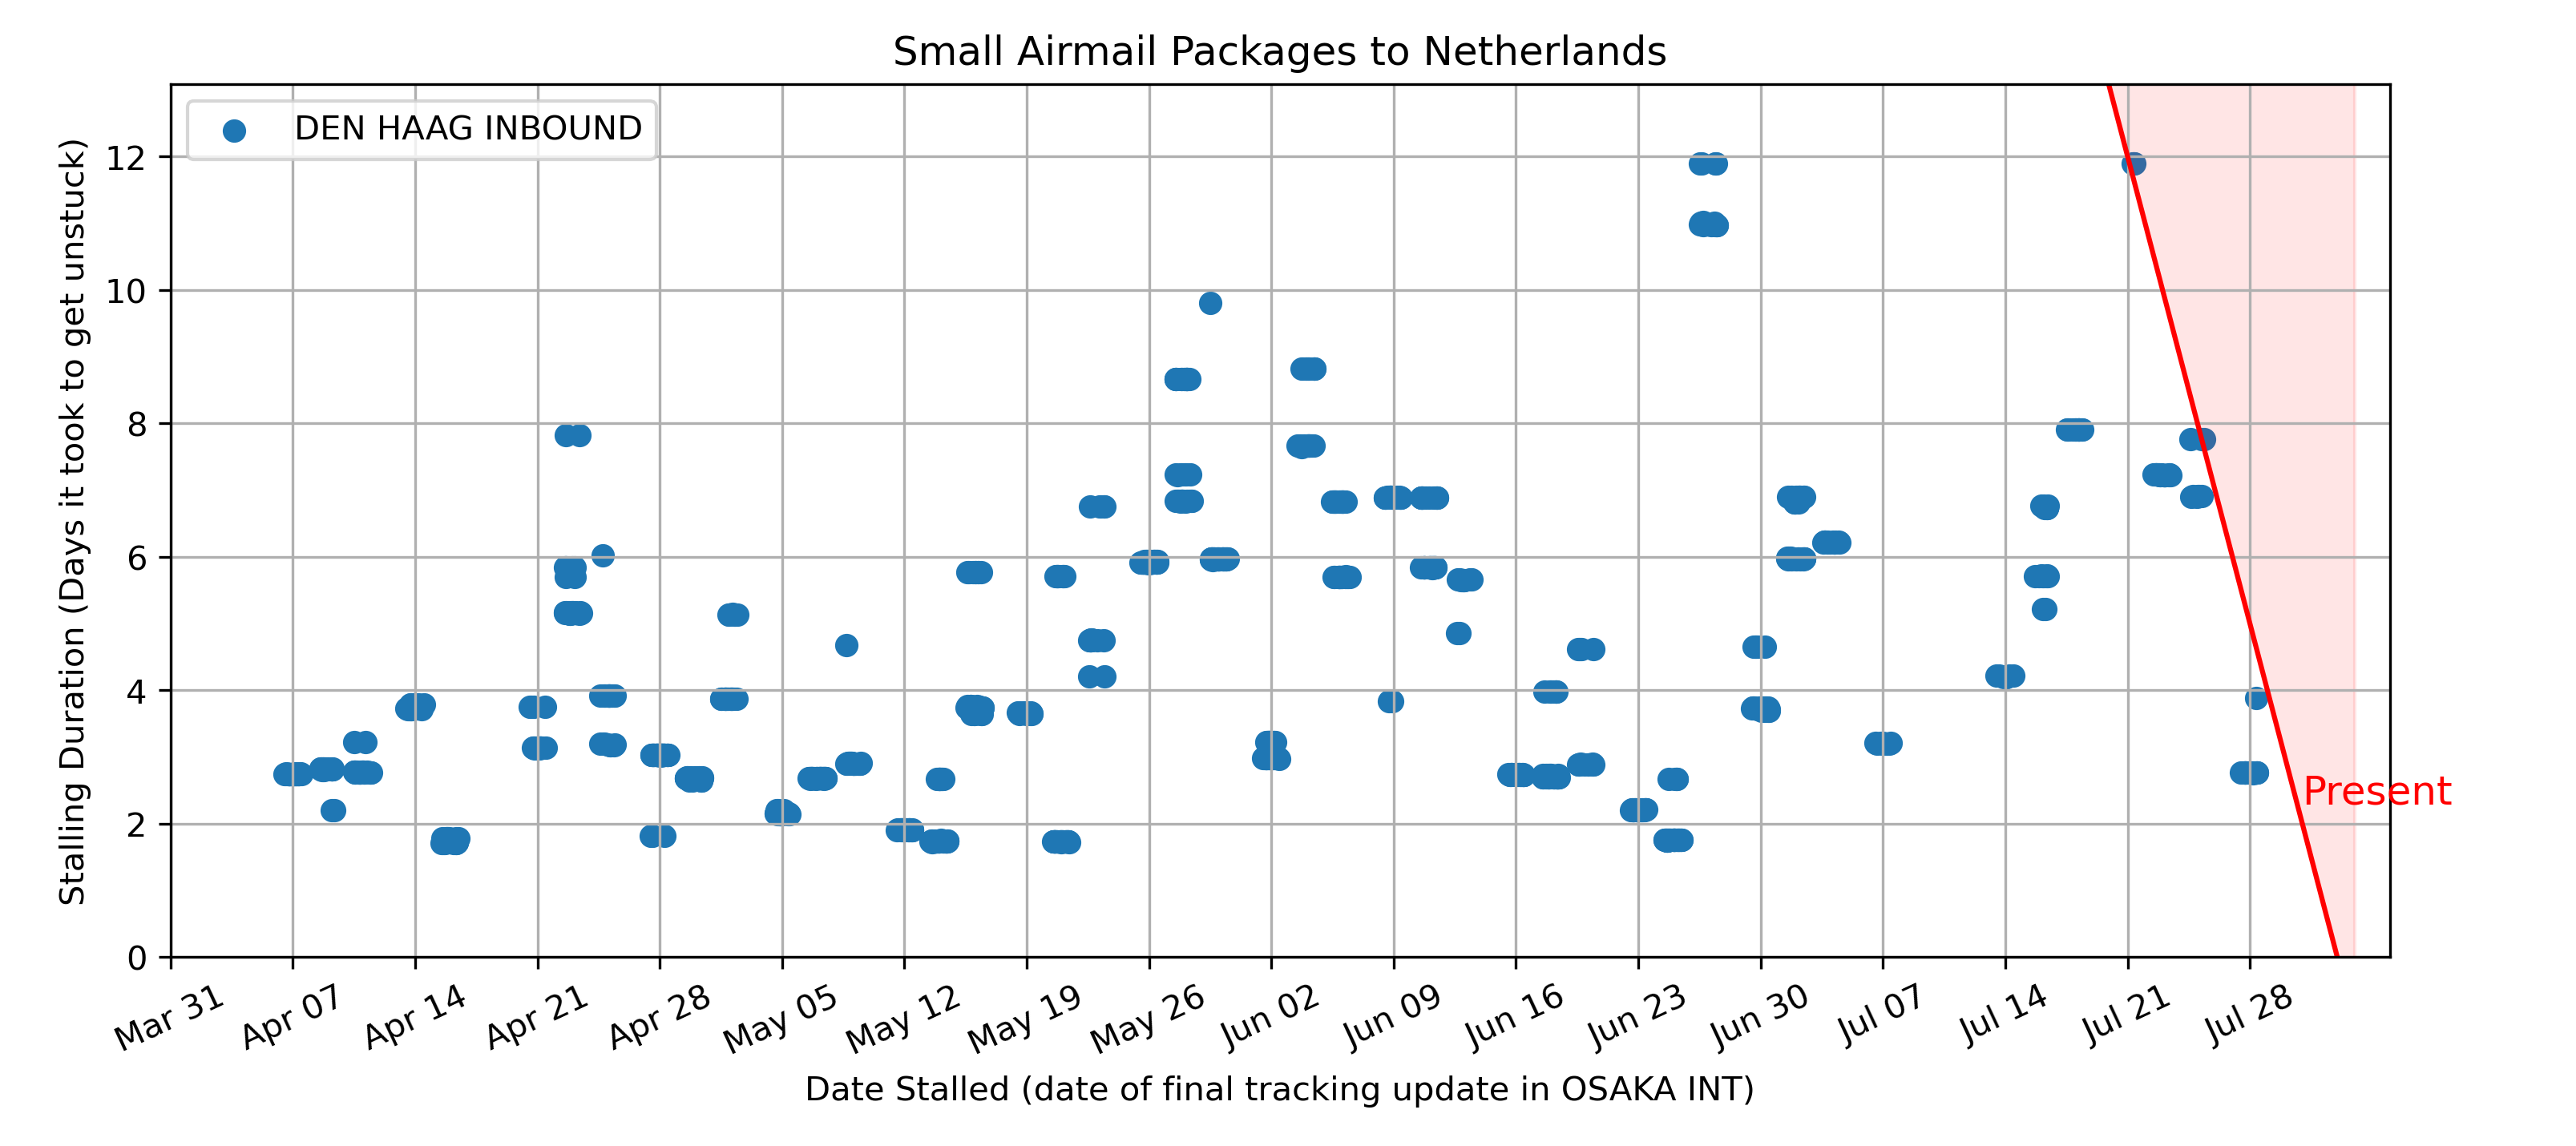 Small Airmail Packages to Netherlands
DEN HAAG INBOUND
Stalling Duration (Days it took to get unstuck)
12
10
8
6
4
2
0
Present
Mar 31
Apr 07
Apr 14
Apr 21
Apr 28
May 05
May 12
May 19
May 26
Jun 02
Jun 09
Jun 16
Jun 23
Jun 30
Jul 07
Jul 14
Jul 21
Jul 28
Date Stalled (date of final tracking update in OSAKA INT)